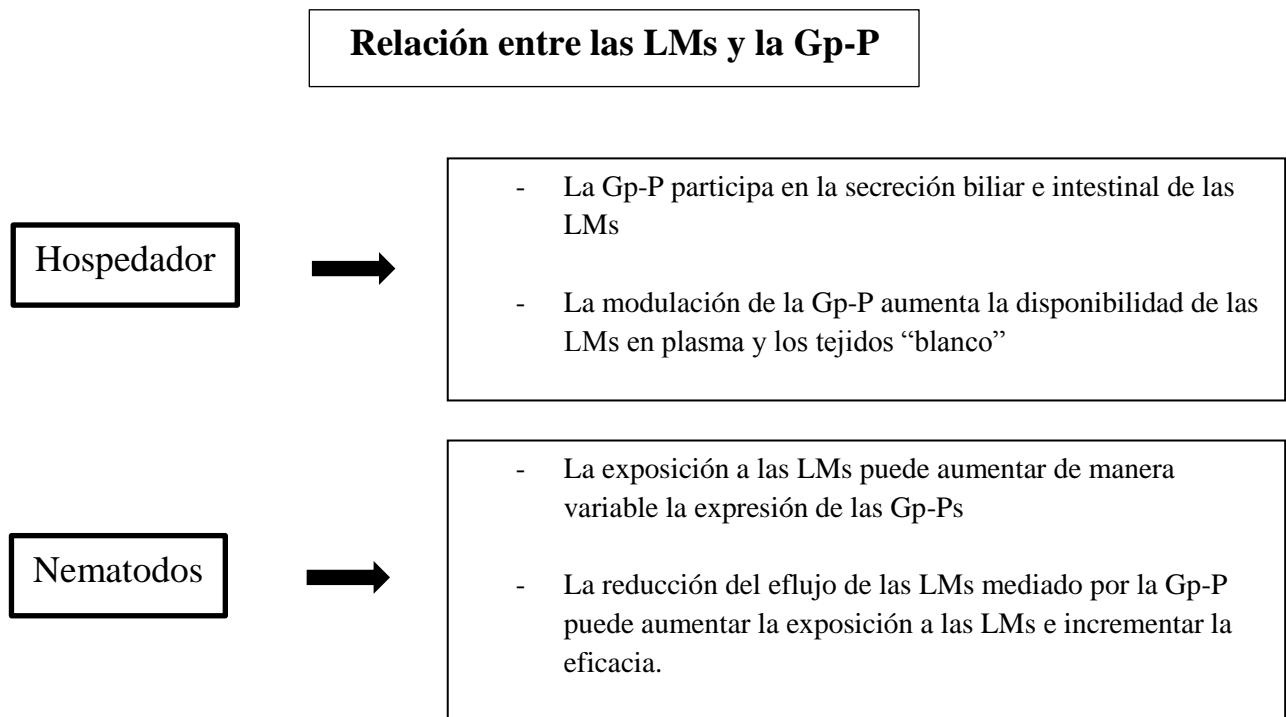 Relación entre las LMs y la Gp-P
Hospedador
- La Gp-P participa en la secreción biliar e intestinal de las
LMs
- La modulación de la Gp-P aumenta la disponibilidad de las
LMs en plasma y los tejidos “blanco”
Nematodos
- La exposición a las LMs puede aumentar de manera
variable la expresión de las Gp-Ps
- La reducción del eflujo de las LMs mediado por la Gp-P
puede aumentar la exposición a las LMs e incrementar la
eficacia.